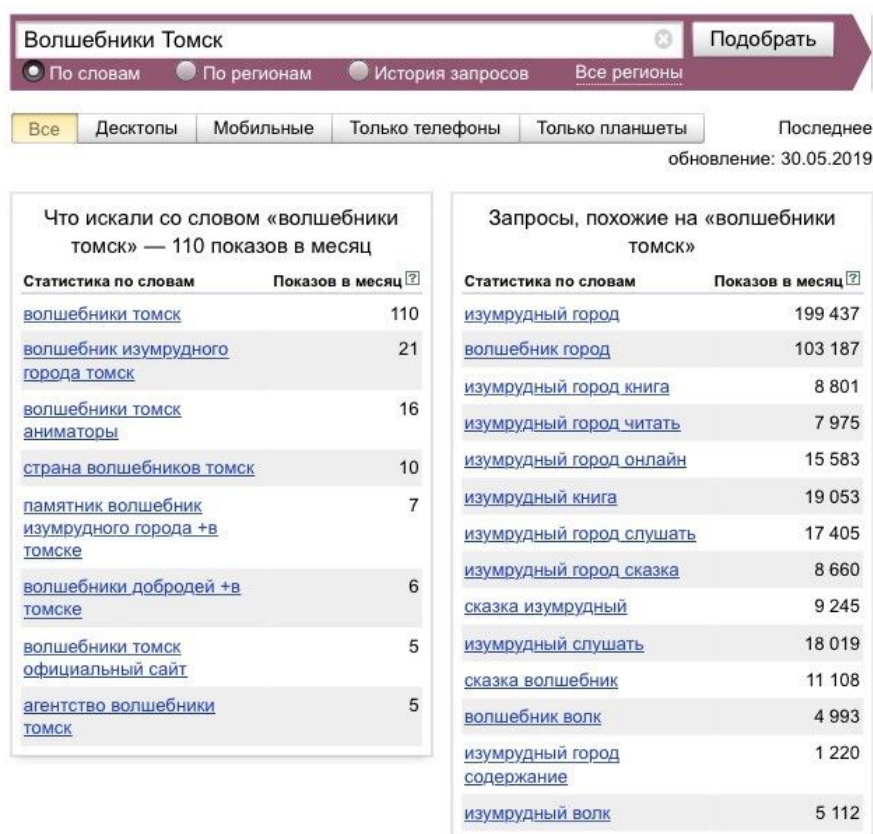 Волшебники Томск
Подобрать
По словам
По регионам
История запросов
Все регионы
Все
Десктопы
Мобильные
Только телефоны
Только планшеты
Последнее
обновление: 30.05.2019
Что искали со словом «волшебники
томск» — 110 показов в месяц
Статистика по словам Показов в месяц ?
волшебники томск 110
волшебник изумрудного 21
города томск
волшебники томск 16
аниматоры
страна волшебников томск 10
памятник волшебник 7
изумрудного города +в
томске
волшебники добродей +в 6
томске
волшебники томск 5
официальный сайт
агентство волшебники 5
томск
Запросы, похожие на «волшебники
томск»
Статистика по словам Показов в месяц ?
изумрудный город 199 437
волшебник город 103 187
изумрудный город книга 8 801
изумрудный город читать 7 975
изумрудный город онлайн 15 583
изумрудный книга 19 053
изумрудный город слушать 17 405
изумрудный город сказка 8 660
сказка изумрудный 9 245
изумрудный слушать 18 019
сказка волшебник 11 108
волшебник волк 4 993
изумрудный город 1 220
содержание
изумрудный волк 5 112